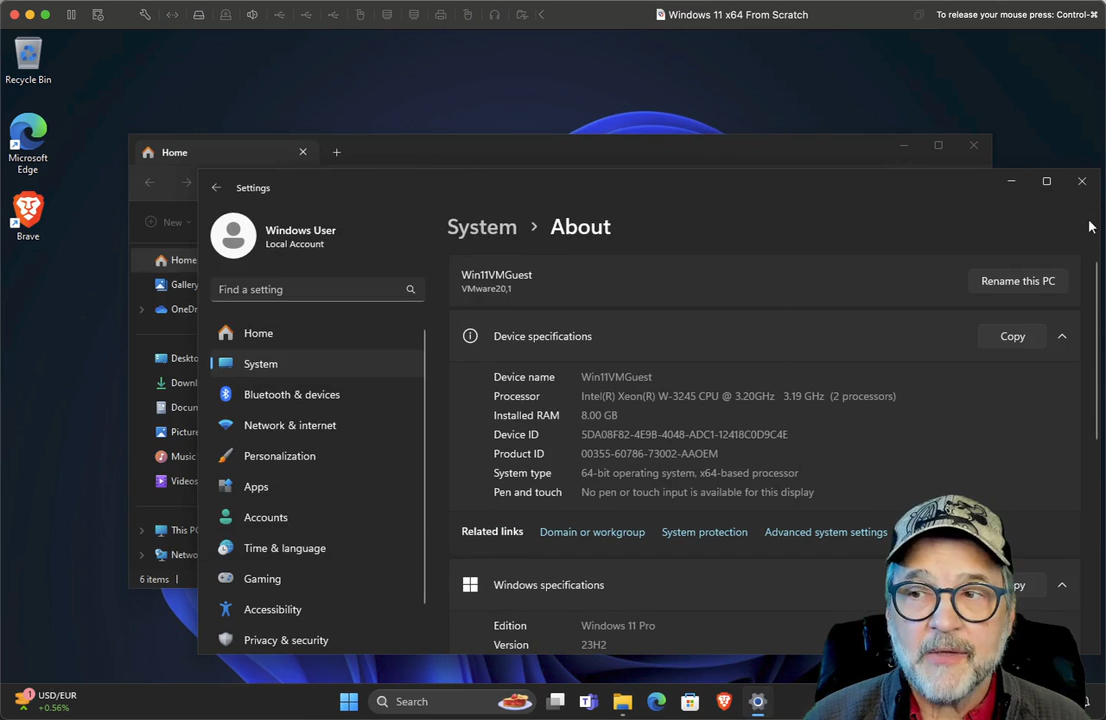 Windows 11 x64 From Scratch
To release your mouse press: Control-⌘
Recycle Bin
Microsoft
Edge
Brave
Home
New
Home
Gallery
Music
Videos
6 items
Settings
Windows User
Local Account
Find a setting
Home
System
Bluetooth & devices
Network & internet
Personalization
Apps
Accounts
Time & language
Gaming
Accessibility
Privacy & security
System > About
Win11VMGuest
VMware20,1
Rename this PC
Device specifications
Copy
Device name Win11VMGuest
Processor Intel(R) Xeon(R) W-3245 CPU @ 3.20GHz 3.19 GHz (2 processors)
Installed RAM 8.00 GB
Device ID 5DA08F82-4E9B-4048-ADC1-12418C0D9C4E
Product ID 00355-60786-73002-AAOEM
System type 64-bit operating system, x64-based processor
Pen and touch No pen or touch input is available for this display
Related links Domain or workgroup System protection Advanced system settings
Windows specifications
Edition Windows 11 Pro
Version 23H2
1
USD/EUR
+0.56%
Search